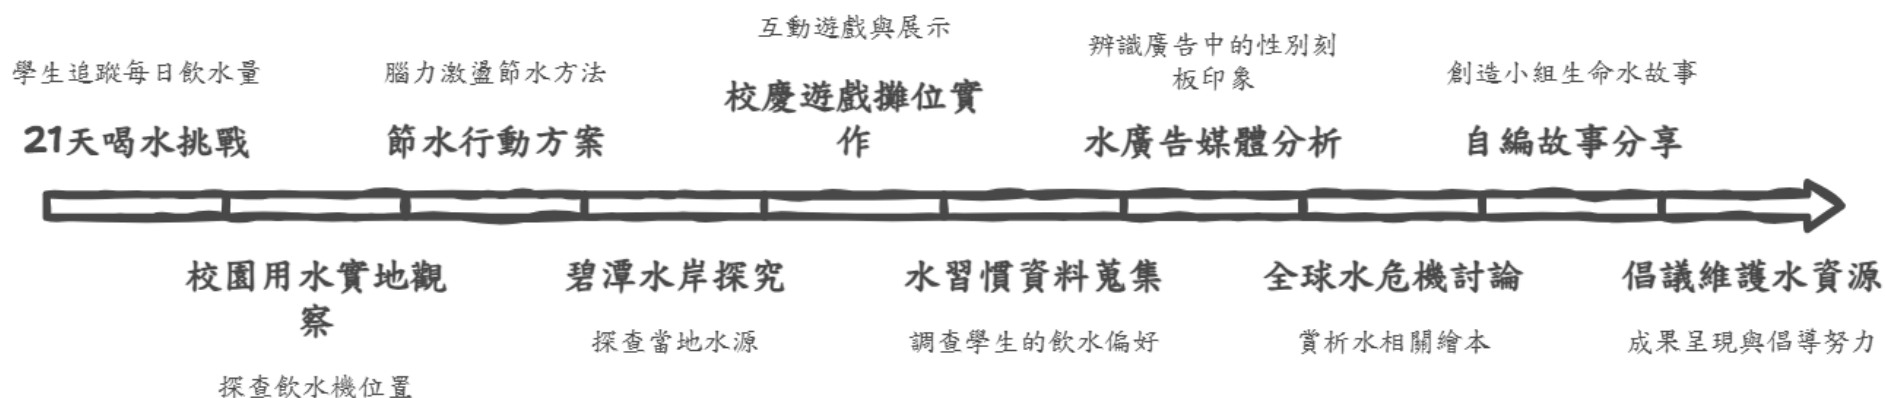 學生追蹤每日飲水量
21天喝水挑戰
校園用水實地觀
察
探查飲水機位置
腦力激盪節水方法
節水行動方案
碧潭水岸探究
探查當地水源
互動遊戲與展示
校慶遊戲攤位實
作
水習慣資料蒐集
調查學生的飲水偏好
辨識廣告中的性別刻
板印象
水廣告媒體分析
全球水危機討論
賞析水相關繪本
創造小組生命水故事
自編故事分享
倡議維護水資源
成果呈現與倡導努力